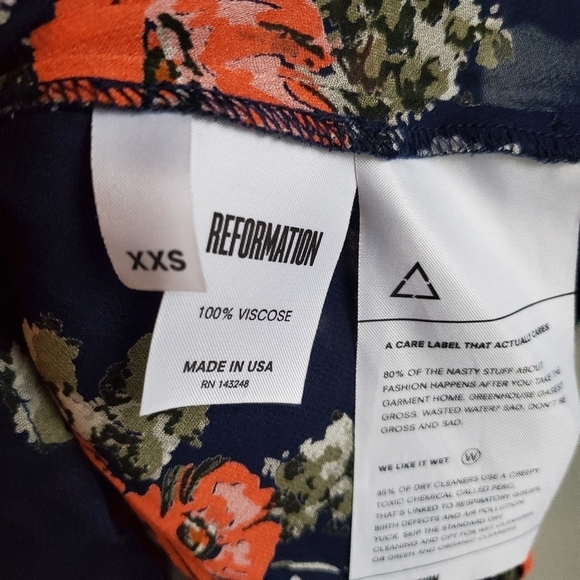 XXS
REFORMATION
100% VISCOSE
MADE IN USA
RN 143248
A CARE LABEL THAT ACTUALLY CARES
80% OF THE NASTY STUFF ABOUT
FASHION HAPPENS AFTER YOU TAKE THE
GARMENT HOME. GREENHOUSE GASES?
GROSS. WASTED WATER? SAD. DON'T BE
GROSS AND SAD.
WE LIKE IT WET W
85% OF DRY CLEANERS USE A CREEPY
TOXIC CHEMICAL CALLED PERC,
THAT'S LINKED TO RESPIRATORY ISSUES,
BIRTH DEFECTS AND AIR POLLUTION.
YUCK. SKIP THE STANDARD DRY
CLEANING AND OPT FOR WET CLEANING
OR GREEN AND ORGANIC CLEANERS.